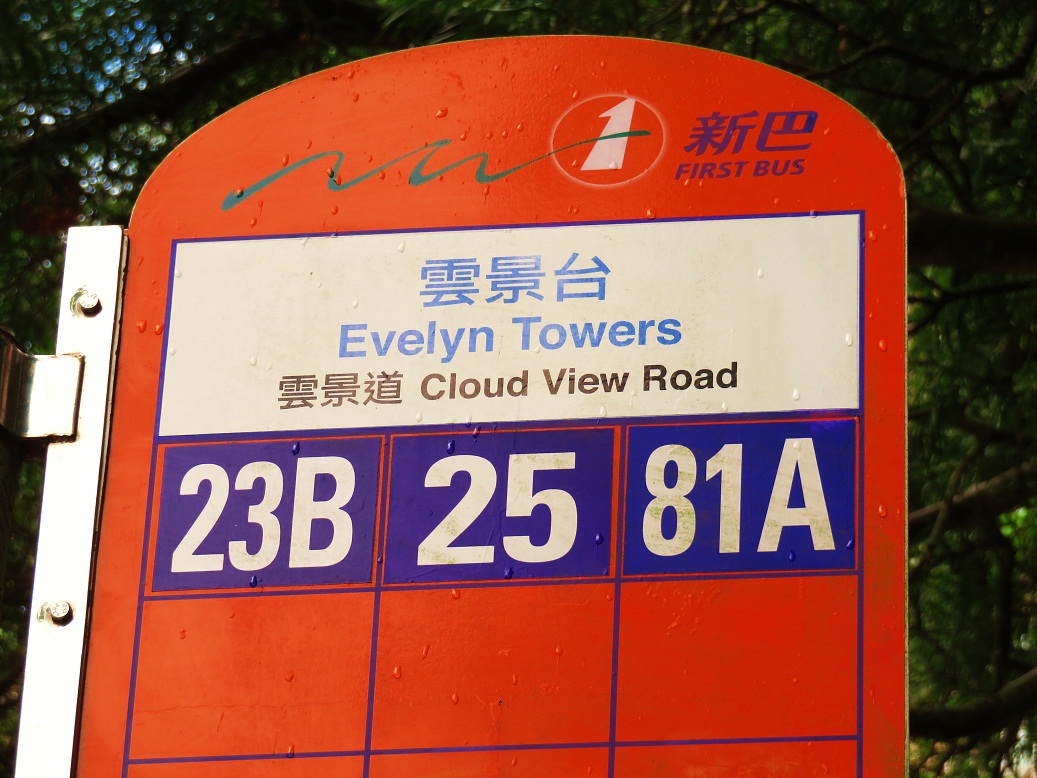 新巴
FIRST BUS
雲景台
Evelyn Towers
雲景道 Cloud View Road
23B 25 81A